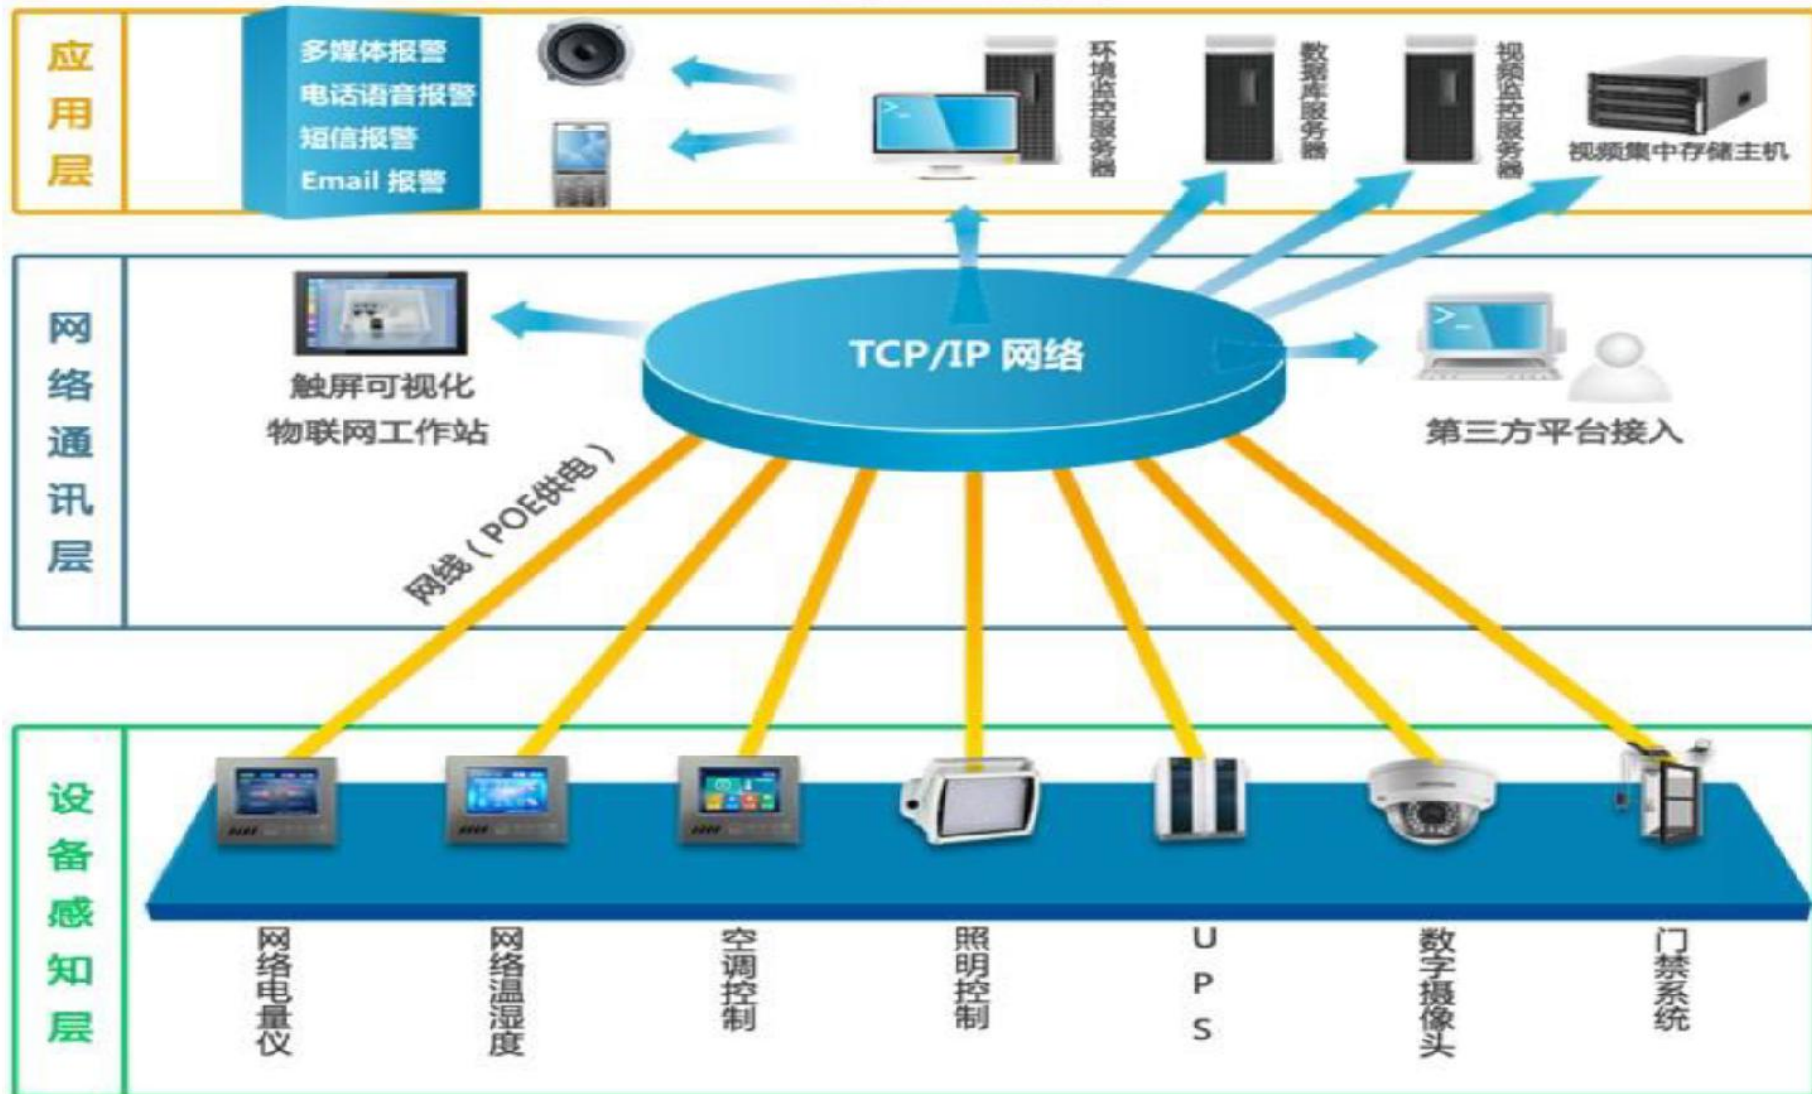 应用层
多媒体报警
电话语音报警
短信报警
Email 报警
环境监控服务器
数据库服务器
视频监控服务器
视频集中存储主机
网络通讯层
触屏可视化
物联网工作站
TCP/IP 网络
第三方平台接入
网线（POE供电）
设备感知层
网络电量仪
网络温湿度
空调控制
照明控制
UPS
数字摄像头
门禁系统